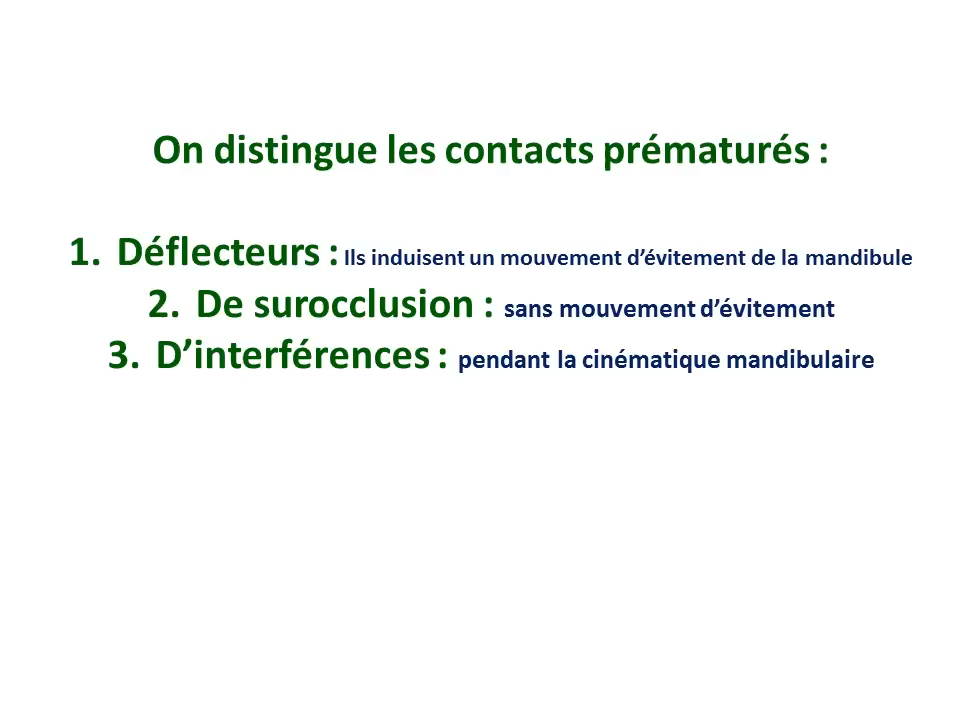 On distingue les contacts prématurés :
1. Déflecteurs : Ils induisent un mouvement d’évitement de la mandibule
2. De surocclusion : sans mouvement d’évitement
3. D’interférences : pendant la cinématique mandibulaire